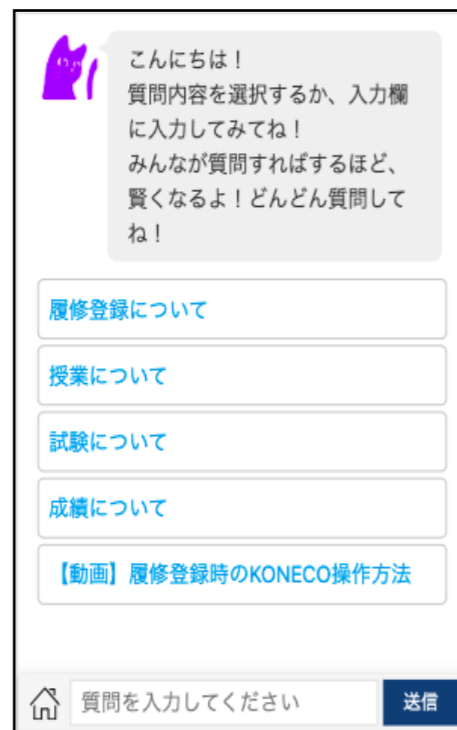 こんにちは！
質問内容を選択するか、入力欄
に入力してみてね！
みんなが質問すればするほど、
賢くなるよ！どんどん質問して
ね！
履修登録について
授業について
試験について
成績について
【動画】履修登録時のKONECO操作方法
質問を入力してください
送信